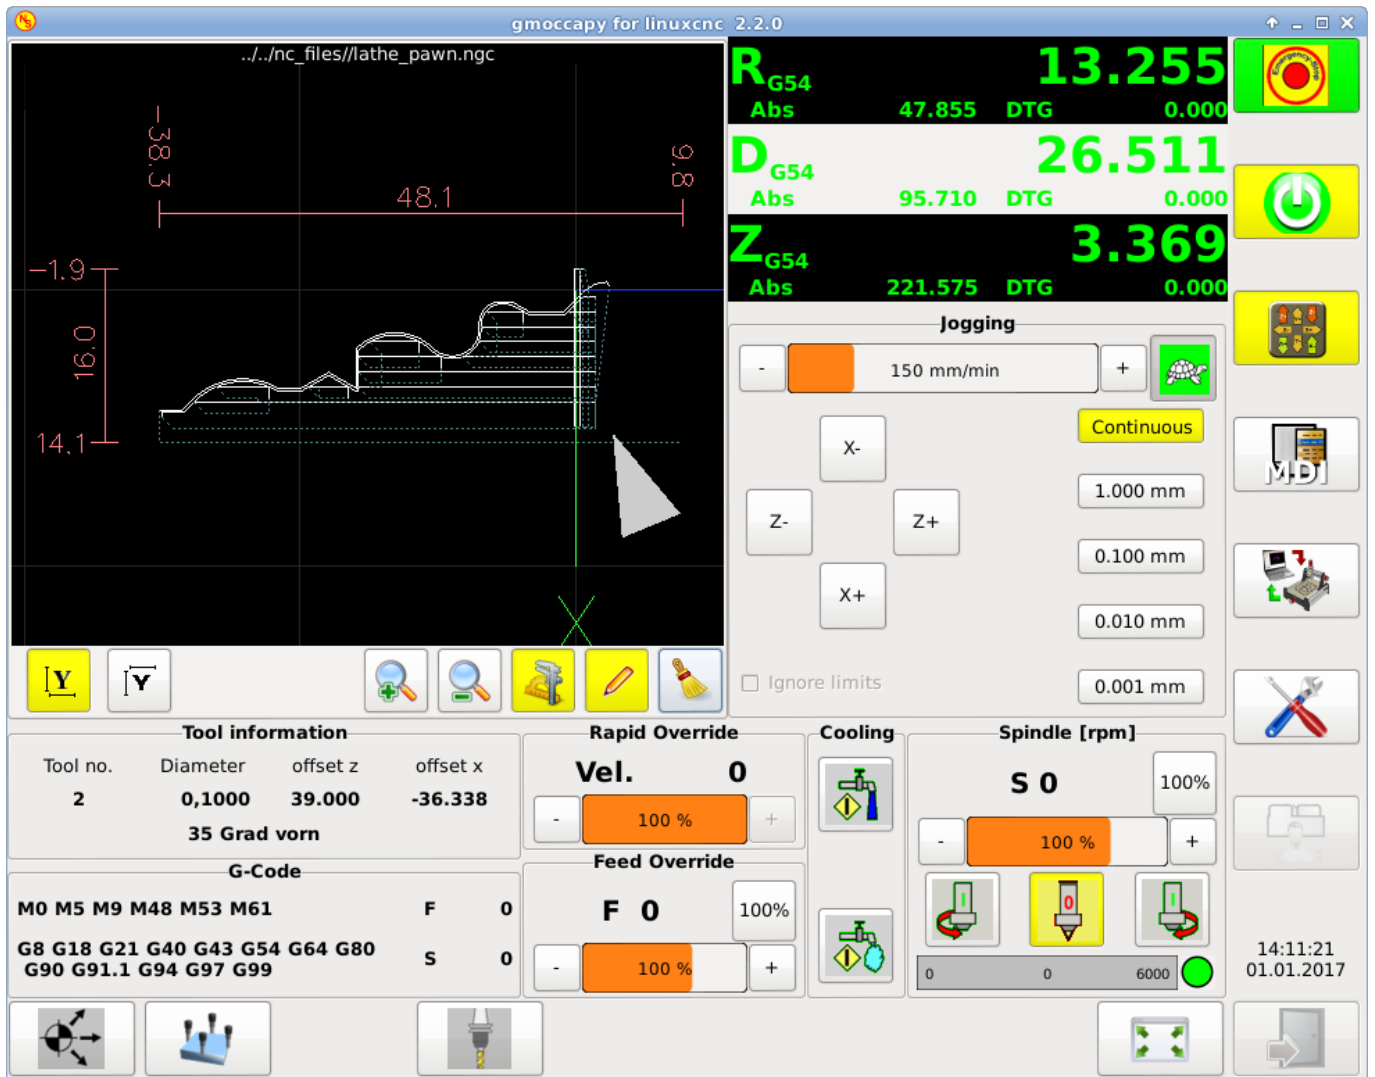 gmoccapy for linuxcnc 2.2.0
../../nc_files//lathe_pawn.ngc
-38.3
9.8
48.1
-1.9
16.0
14.1
X
Y
Y
R G54 13.255
Abs 47.855 DTG 0.000
D G54 26.511
Abs 95.710 DTG 0.000
Z G54 3.369
Abs 221.575 DTG 0.000
Jogging
- 150 mm/min +
Continuous
X-
1.000 mm
Z- Z+
0.100 mm
X+
0.010 mm
Ignore limits
0.001 mm
Emergency-Stop
MDI
Tool information
Tool no. Diameter offset z offset x
2 0,1000 39.000 -36.338
35 Grad vorn
G-Code
M0 M5 M9 M48 M53 M61 F 0
G8 G18 G21 G40 G43 G54 G64 G80
G90 G91.1 G94 G97 G99
S 0
Rapid Override
Vel. 0
- 100 % +
Feed Override
F 0 100%
- 100 % +
Cooling
Spindle [rpm]
S 0 100%
- 100 % +
I 0 I
0 0 6000
14:11:21
01.01.2017